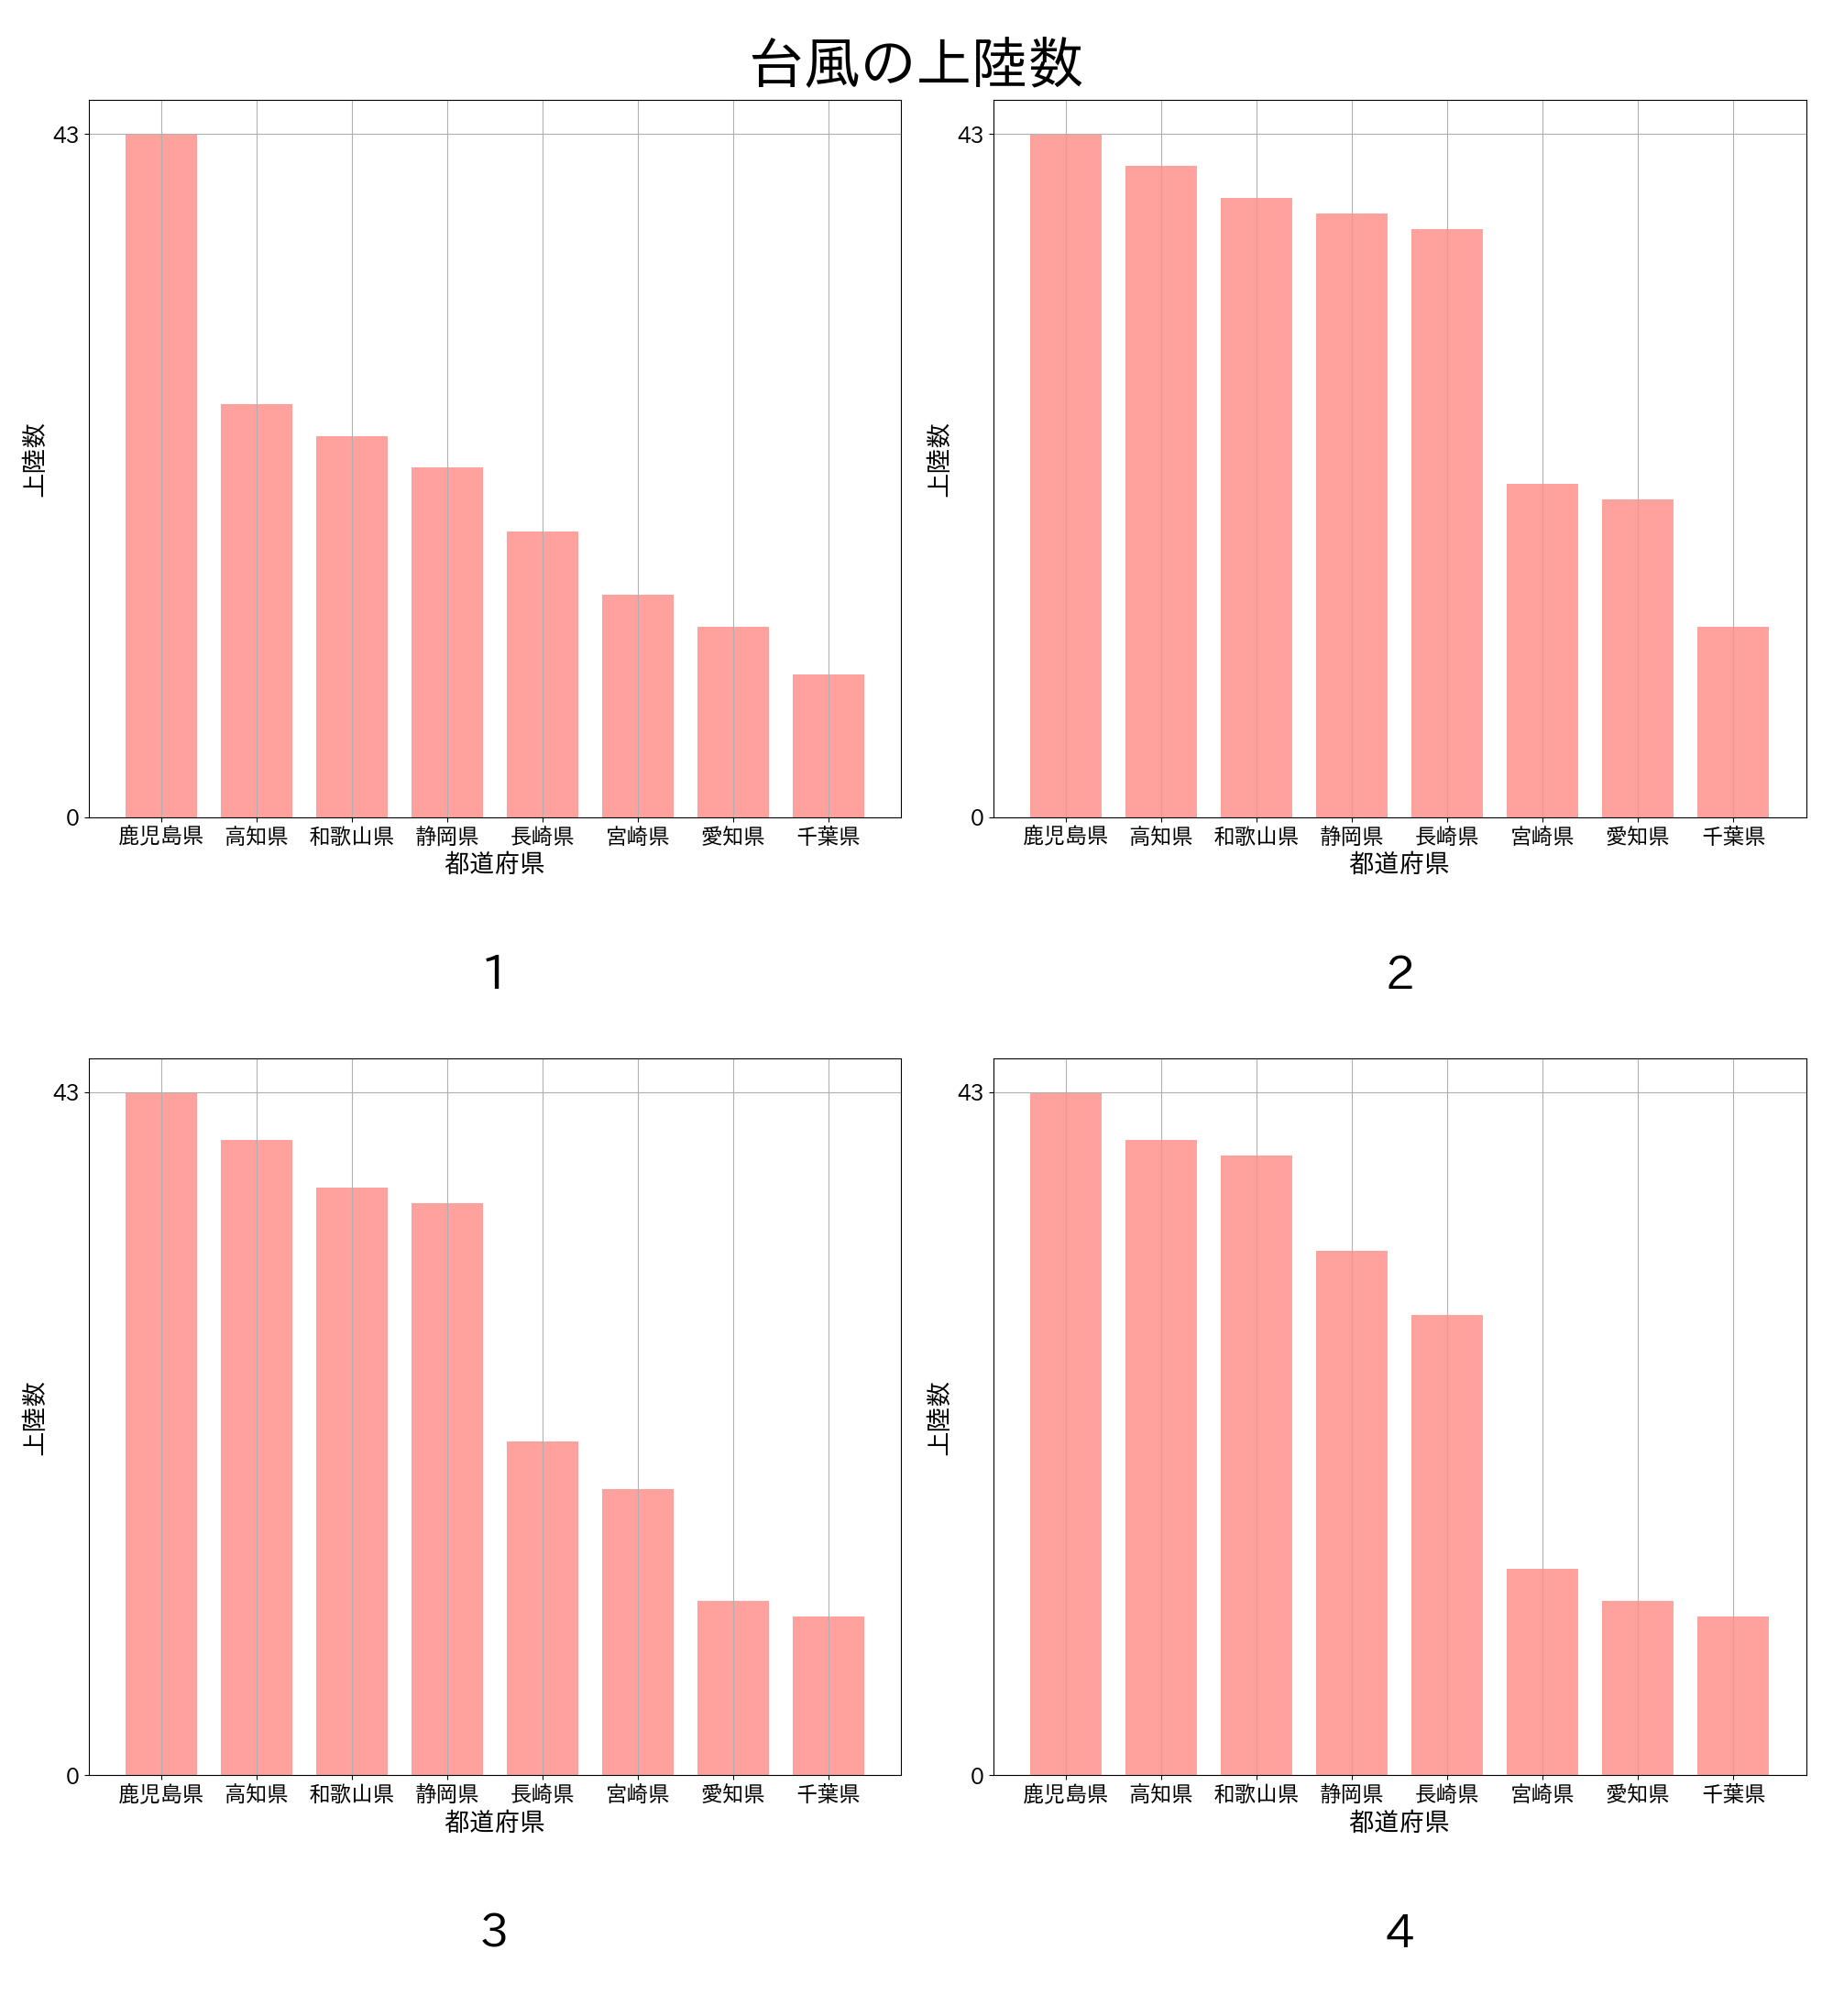 台風の上陸数
43
0
上陸数
鹿児島県 高知県 和歌山県 静岡県 長崎県 宮崎県 愛知県 千葉県
都道府県
1
43
0
上陸数
鹿児島県 高知県 和歌山県 静岡県 長崎県 宮崎県 愛知県 千葉県
都道府県
2
43
0
上陸数
鹿児島県 高知県 和歌山県 静岡県 長崎県 宮崎県 愛知県 千葉県
都道府県
3
43
0
上陸数
鹿児島県 高知県 和歌山県 静岡県 長崎県 宮崎県 愛知県 千葉県
都道府県
4